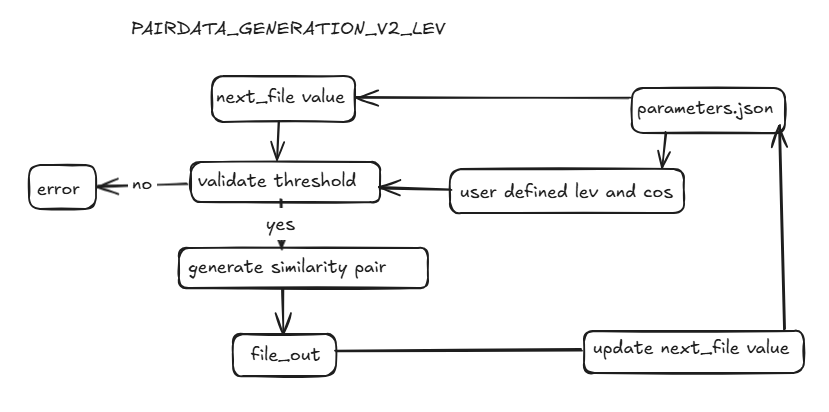 PAIRDATA_GENERATION_V2_LEV
next_file value
parameters.json
validate threshold
user defined lev and cos
no
error
yes
generate similarity pair
file_out
update next_file value